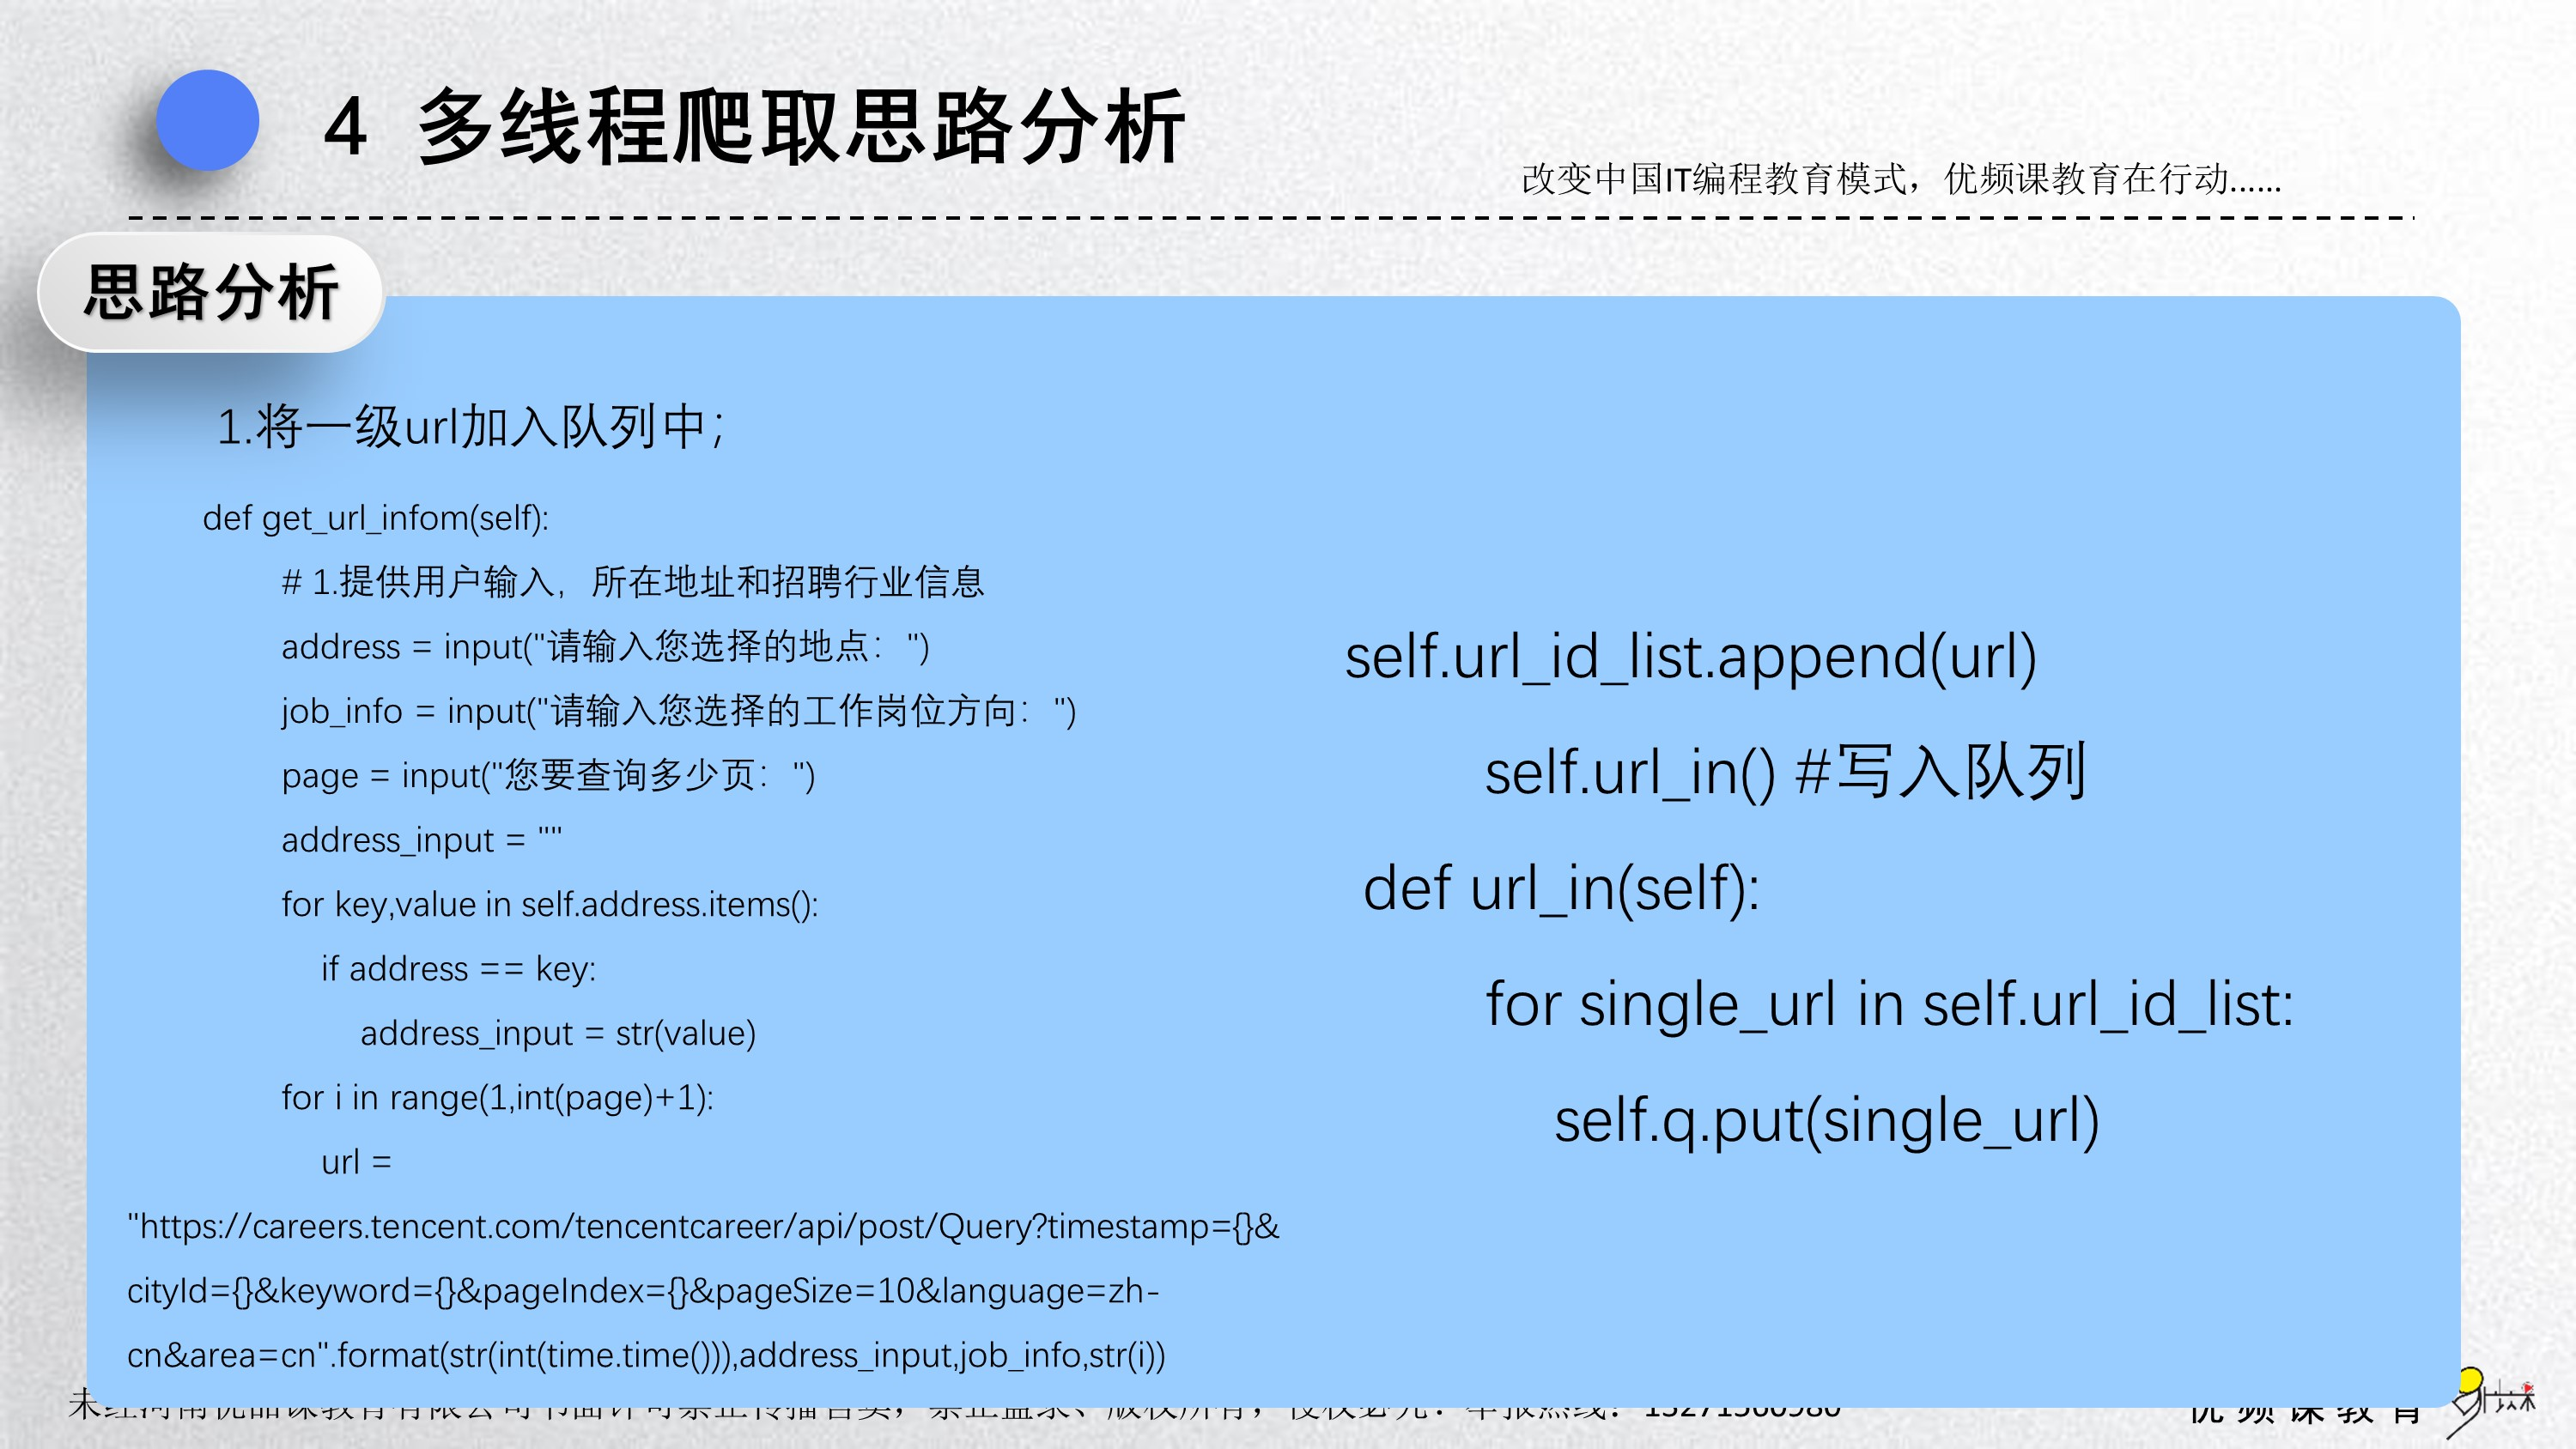 4 多线程爬取思路分析
改变中国IT编程教育模式，优频课教育在行动......
思路分析
1.将一级url加入队列中；
def get_url_infom(self):
# 1.提供用户输入，所在地址和招聘行业信息
address = input("请输入您选择的地点：")
job_info = input("请输入您选择的工作岗位方向：")
page = input("您要查询多少页：")
address_input = ""
for key,value in self.address.items():
if address == key:
address_input = str(value)
for i in range(1,int(page)+1):
url =
"https://careers.tencent.com/tencentcareer/api/post/Query?timestamp={}&
cityId={}&keyword={}&pageIndex={}&pageSize=10&language=zh-
cn&area=cn".format(str(int(time.time())),address_input,job_info,str(i))
self.url_id_list.append(url)
self.url_in() #写入队列
def url_in(self):
for single_url in self.url_id_list:
self.q.put(single_url)
优频课教育